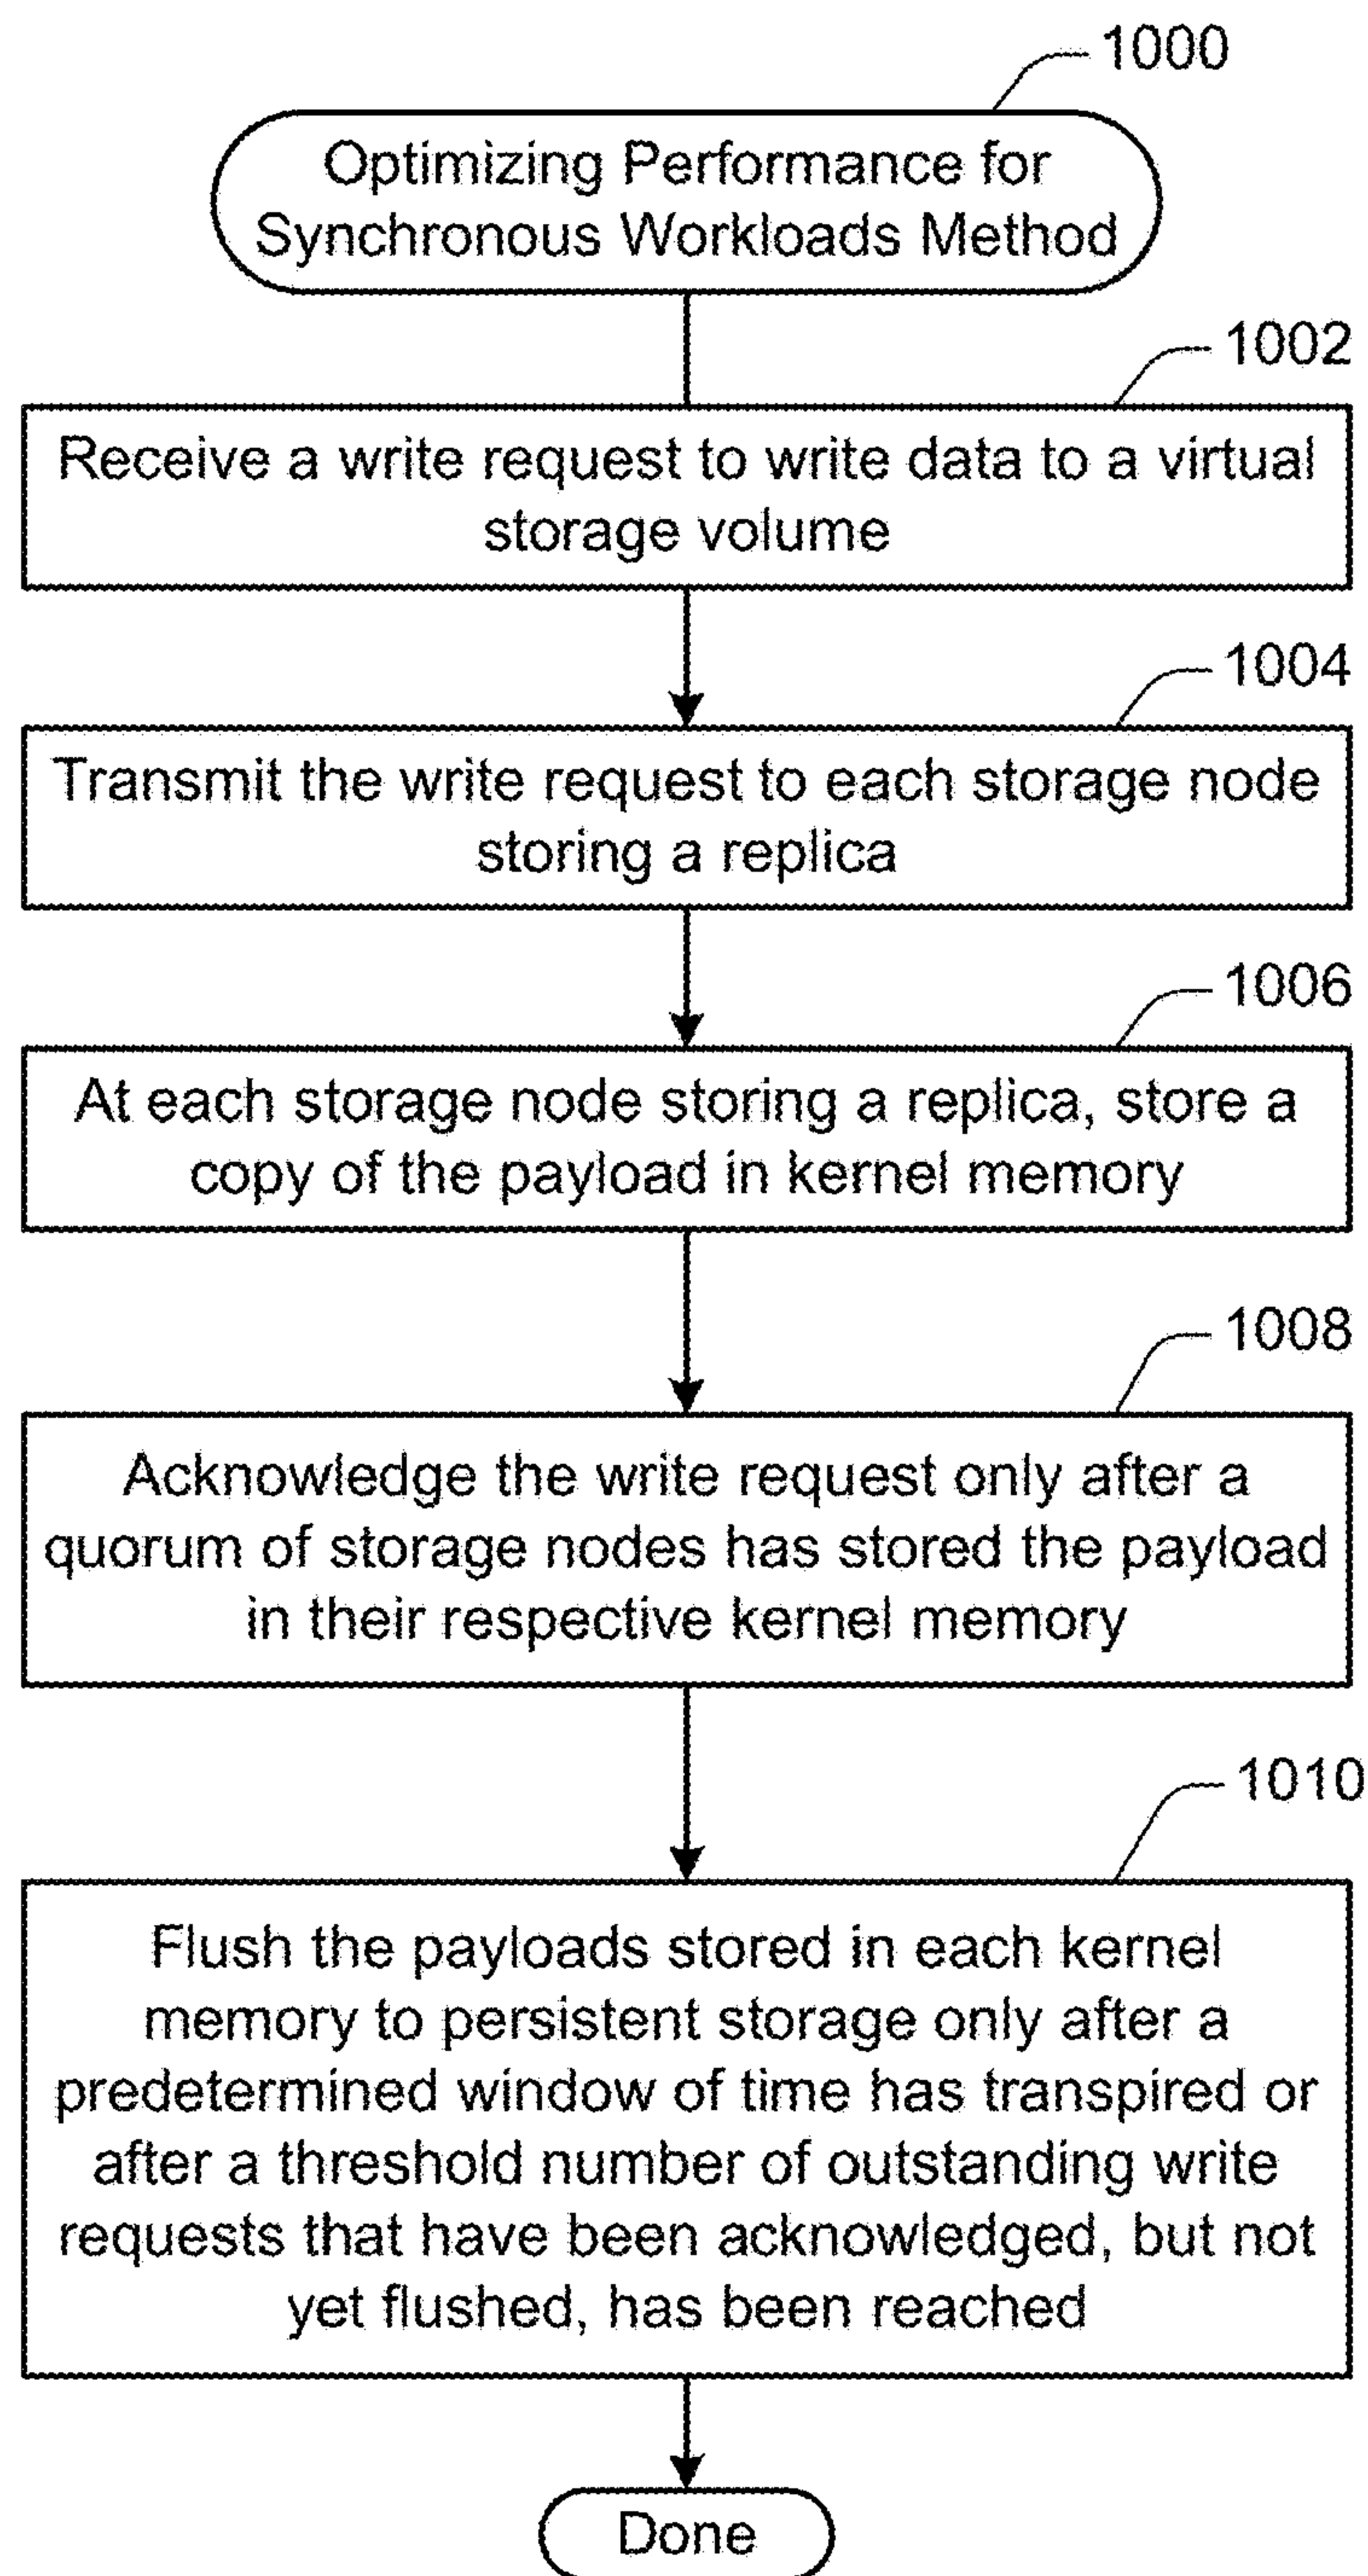 1000
Optimizing Performance for
Synchronous Workloads Method
1002
Receive a write request to write data to a virtual
storage volume
1004
Transmit the write request to each storage node
storing a replica
1006
At each storage node storing a replica, store a
copy of the payload in kernel memory
1008
Acknowledge the write request only after a
quorum of storage nodes has stored the payload
in their respective kernel memory
1010
Flush the payloads stored in each kernel
memory to persistent storage only after a
predetermined window of time has transpired or
after a threshold number of outstanding write
requests that have been acknowledged, but not
yet flushed, has been reached
Done